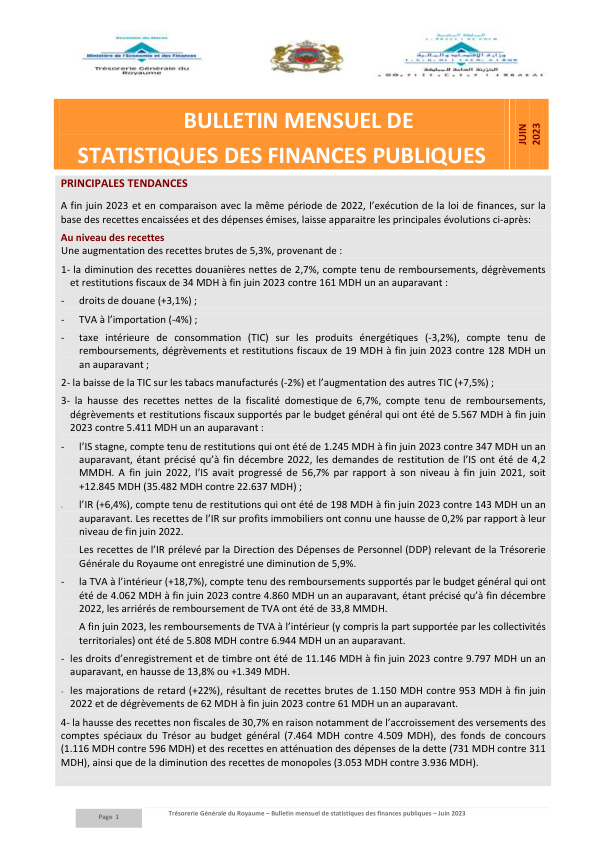 Royaume du Maroc
Ministère de l'Economie et des Finances
Trésorerie Générale du
Royaume
المملكة المغربية
وزارة الاقتصاد والمالية
الخزينة العامة للمملكة
BULLETIN MENSUEL DE
STATISTIQUES DES FINANCES PUBLIQUES
JUIN
2023
PRINCIPALES TENDANCES
A fin juin 2023 et en comparaison avec la même période de 2022, l'exécution de la loi de finances, sur la
base des recettes encaissées et des dépenses émises, laisse apparaitre les principales évolutions ci-après:
Au niveau des recettes
Une augmentation des recettes brutes de 5,3%, provenant de :
1- la diminution des recettes douanières nettes de 2,7%, compte tenu de remboursements, dégrèvements
et restitutions fiscaux de 34 MDH à fin juin 2023 contre 161 MDH un an auparavant :
- droits de douane (+3,1%) ;
- TVA à l'importation (-4%) ;
- taxe intérieure de consommation (TIC) sur les produits énergétiques (-3,2%), compte tenu de
remboursements, dégrèvements et restitutions fiscaux de 19 MDH à fin juin 2023 contre 128 MDH un
an auparavant ;
2- la baisse de la TIC sur les tabacs manufacturés (-2%) et l'augmentation des autres TIC (+7,5%) ;
3- la hausse des recettes nettes de la fiscalité domestique de 6,7%, compte tenu de remboursements,
dégrèvements et restitutions fiscaux supportés par le budget général qui ont été de 5.567 MDH à fin juin
2023 contre 5.411 MDH un an auparavant :
- l'IS stagne, compte tenu de restitutions qui ont été de 1.245 MDH à fin juin 2023 contre 347 MDH un an
auparavant, étant précisé qu'à fin décembre 2022, les demandes de restitution de l'IS ont été de 4,2
MMDH. A fin juin 2022, l'IS avait progressé de 56,7% par rapport à son niveau à fin juin 2021, soit
+12.845 MDH (35.482 MDH contre 22.637 MDH) ;
- l'IR (+6,4%), compte tenu de restitutions qui ont été de 198 MDH à fin juin 2023 contre 143 MDH un an
auparavant. Les recettes de l'IR sur profits immobiliers ont connu une hausse de 0,2% par rapport à leur
niveau de fin juin 2022.
Les recettes de l'IR prélevé par la Direction des Dépenses de Personnel (DDP) relevant de la Trésorerie
Générale du Royaume ont enregistré une diminution de 5,9%.
- la TVA à l'intérieur (+18,7%), compte tenu des remboursements supportés par le budget général qui ont
été de 4.062 MDH à fin juin 2023 contre 4.860 MDH un an auparavant, étant précisé qu'à fin décembre
2022, les arriérés de remboursement de TVA ont été de 33,8 MMDH.
A fin juin 2023, les remboursements de TVA à l'intérieur (y compris la part supportée par les collectivités
territoriales) ont été de 5.808 MDH contre 6.944 MDH un an auparavant.
- les droits d'enregistrement et de timbre ont été de 11.146 MDH à fin juin 2023 contre 9.797 MDH un an
auparavant, en hausse de 13,8% ou +1.349 MDH.
- les majorations de retard (+22%), résultant de recettes brutes de 1.150 MDH contre 953 MDH à fin juin
2022 et de dégrèvements de 62 MDH à fin juin 2023 contre 61 MDH un an auparavant.
4- la hausse des recettes non fiscales de 30,7% en raison notamment de l'accroissement des versements des
comptes spéciaux du Trésor au budget général (7.464 MDH contre 4.509 MDH), des fonds de concours
(1.116 MDH contre 596 MDH) et des recettes en atténuation des dépenses de la dette (731 MDH contre 311
MDH), ainsi que de la diminution des recettes de monopoles (3.053 MDH contre 3.936 MDH).
Page 1
Trésorerie Générale du Royaume – Bulletin mensuel de statistiques des finances publiques – Juin 2023